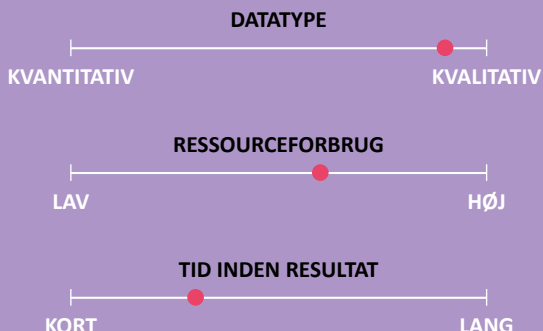 DATATYPE
KVANTITATIV KVALITATIV
RESSOURCEFORBRUG
LAV HØJ
TID INDEN RESULTAT
KORT LANG